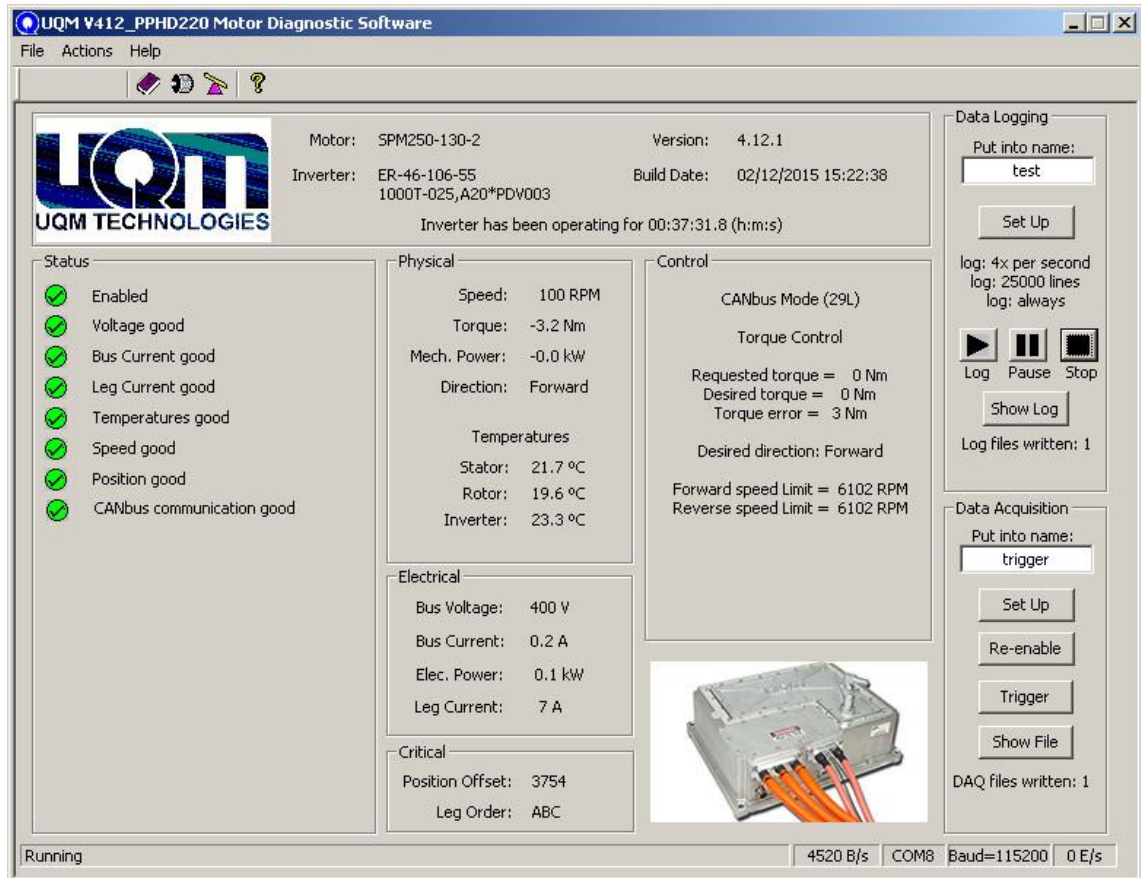 UQM V412_PPHD220 Motor Diagnostic Software
File Actions Help
UQM
UQM TECHNOLOGIES
Motor: SPM250-130-2 Version: 4.12.1
Inverter: ER-46-106-55 Build Date: 02/12/2015 15:22:38
1000T-025,A20*PDV003
Inverter has been operating for 00:37:31.8 (h:m:s)
Status
Enabled
Voltage good
Bus Current good
Leg Current good
Temperatures good
Speed good
Position good
CANbus communication good
Physical
Speed: 100 RPM
Torque: -3.2 Nm
Mech. Power: -0.0 kW
Direction: Forward
Temperatures
Stator: 21.7 ºC
Rotor: 19.6 ºC
Inverter: 23.3 ºC
Electrical
Bus Voltage: 400 V
Bus Current: 0.2 A
Elec. Power: 0.1 kW
Leg Current: 7 A
Critical
Position Offset: 3754
Leg Order: ABC
Control
CANbus Mode (29L)
Torque Control
Requested torque = 0 Nm
Desired torque = 0 Nm
Torque error = 3 Nm
Desired direction: Forward
Forward speed Limit = 6102 RPM
Reverse speed Limit = 6102 RPM
Data Logging
Put into name:
test
Set Up
log: 4x per second
log: 25000 lines
log: always
Log Pause Stop
Show Log
Log files written: 1
Data Acquisition
Put into name:
trigger
Set Up
Re-enable
Trigger
Show File
DAQ files written: 1
Running 4520 B/s COM8 Baud=115200 0 E/s